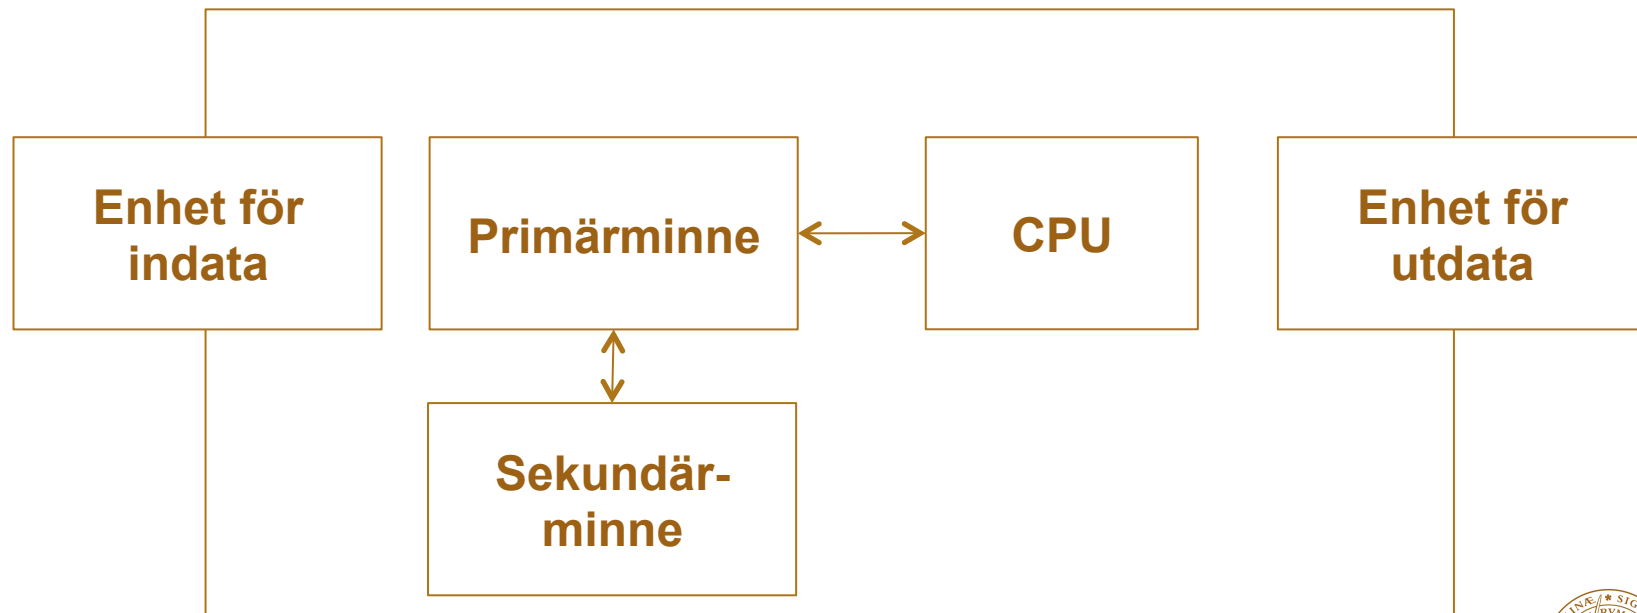 Enhet för
indata
Primärminne
CPU
Enhet för
utdata
Sekundär-
minne